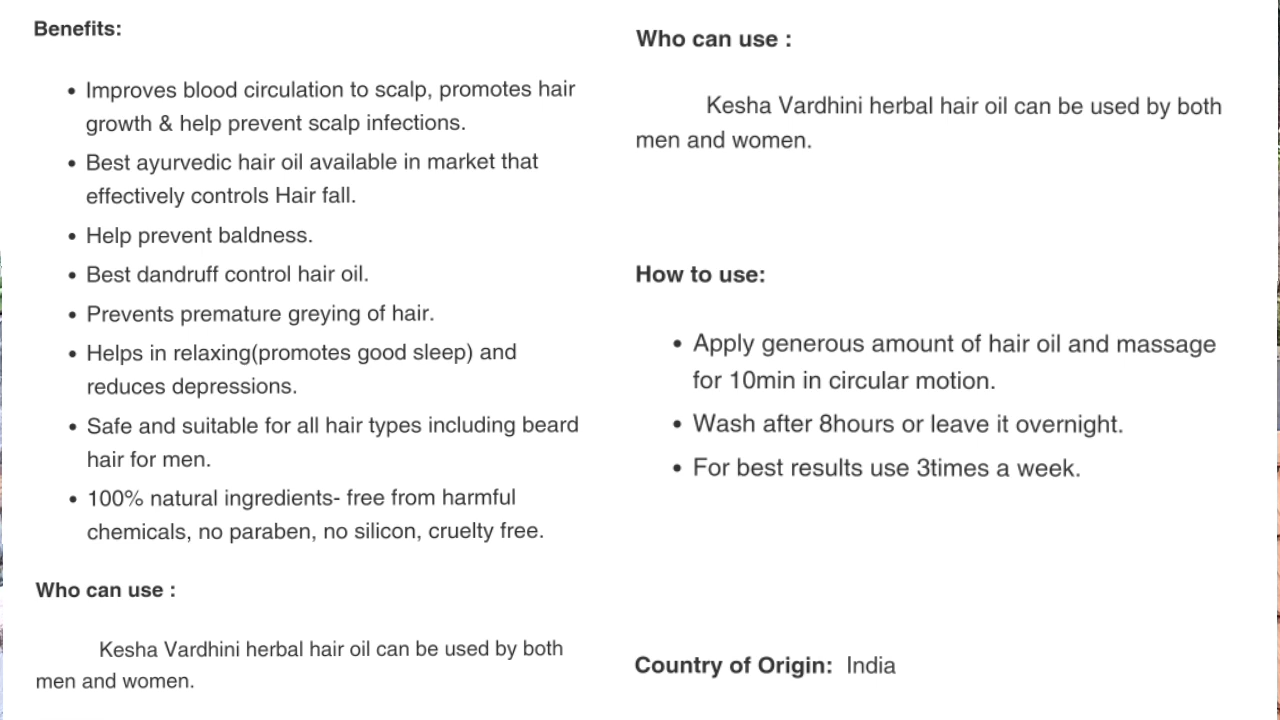 Benefits:
• Improves blood circulation to scalp, promotes hair
growth & help prevent scalp infections.
• Best ayurvedic hair oil available in market that
effectively controls Hair fall.
• Help prevent baldness.
• Best dandruff control hair oil.
• Prevents premature greying of hair.
• Helps in relaxing(promotes good sleep) and
reduces depressions.
• Safe and suitable for all hair types including beard
hair for men.
• 100% natural ingredients- free from harmful
chemicals, no paraben, no silicon, cruelty free.
Who can use :
Kesha Vardhini herbal hair oil can be used by both
men and women.
Who can use :
Kesha Vardhini herbal hair oil can be used by both
men and women.
How to use:
• Apply generous amount of hair oil and massage
for 10min in circular motion.
• Wash after 8hours or leave it overnight.
• For best results use 3times a week.
Country of Origin: India